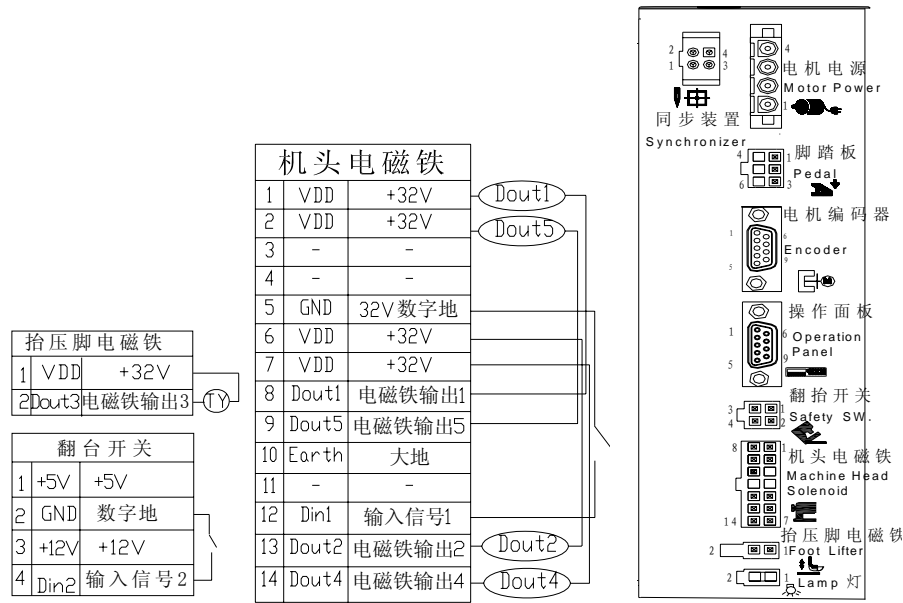 抬压脚电磁铁
1 VDD +32V
2 Dout3 电磁铁输出3 TY
翻台开关
1 +5V +5V
2 GND 数字地
3 +12V +12V
4 Din2 输入信号2
机头电磁铁
1 VDD +32V Dout1
2 VDD +32V Dout5
3 - -
4 - -
5 GND 32V数字地
6 VDD +32V
7 VDD +32V
8 Dout1 电磁铁输出1
9 Dout5 电磁铁输出5
10 Earth 大地
11 - -
12 Din1 输入信号1
13 Dout2 电磁铁输出2 Dout2
14 Dout4 电磁铁输出4 Dout4
2 4
1 3
同步装置
Synchronizer
4
电机电源
Motor Power
1
4 1 脚踏板
Pedal
6 3
电机编码器
1 6
Encoder
5 9
M
操作面板
1 6 Operation
Panel
5 9
翻抬开关
3 1
Safety SW.
4 2
8 1
机头电磁铁
Machine Head
Solenoid
14 7
抬压脚电磁铁
2 1 Foot Lifter
2 1 Lamp 灯